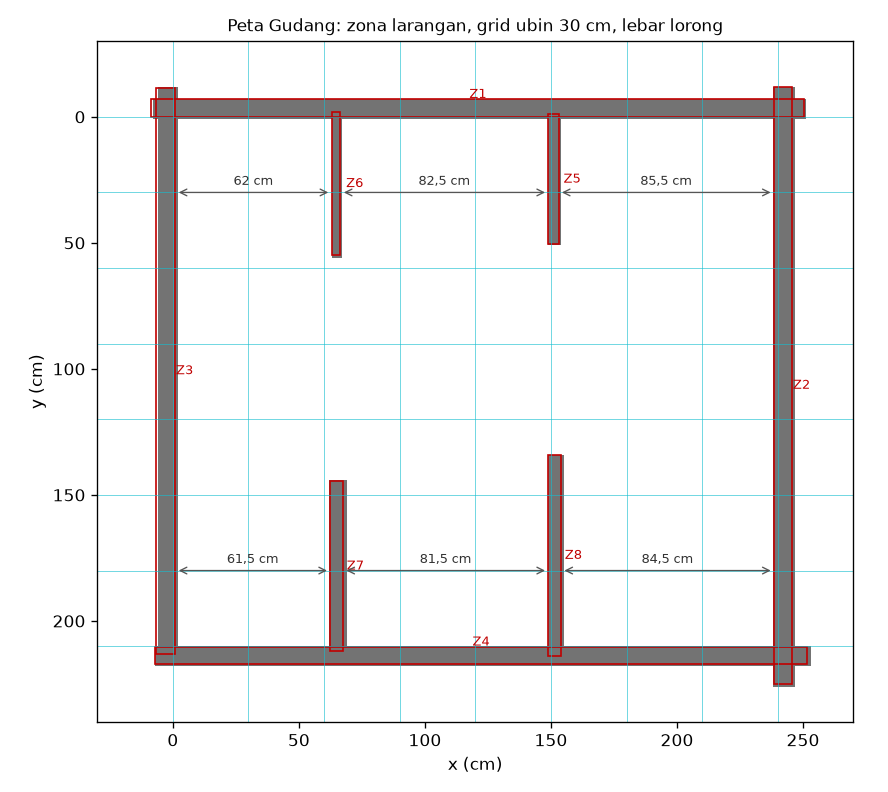 Peta Gudang: zona larangan, grid ubin 30 cm, lebar lorong
Z1
0
62 cm
Z6
82,5 cm
Z5
85,5 cm
50
y (cm)
100
Z3
Z2
150
61,5 cm
Z7
81,5 cm
Z8
84,5 cm
200
Z4
0
50
100
150
200
250
x (cm)